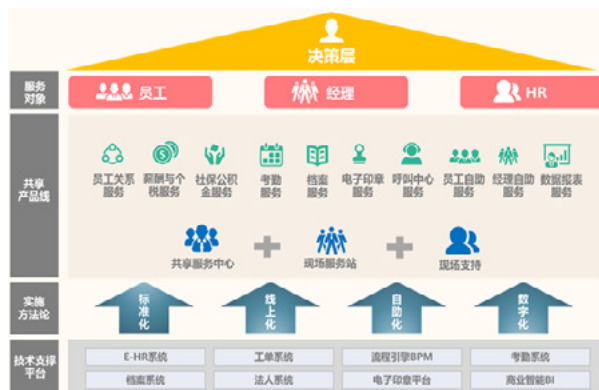 决策层
服务
对象
员工
经理
HR
共享
产品线
员工关系
服务
薪酬与个
税服务
社保公积
金服务
考勤
服务
档案
服务
电子印章
服务
呼叫中心
服务
员工自助
服务
经理自助
服务
数据报表
服务
共享服务中心
现场服务站
现场支持
实施
方法论
标准化
线上化
自助化
数字化
技术支撑
平台
E-HR系统
工单系统
流程引擎BPM
考勤系统
档案系统
法人系统
电子印章平台
商业智能BI